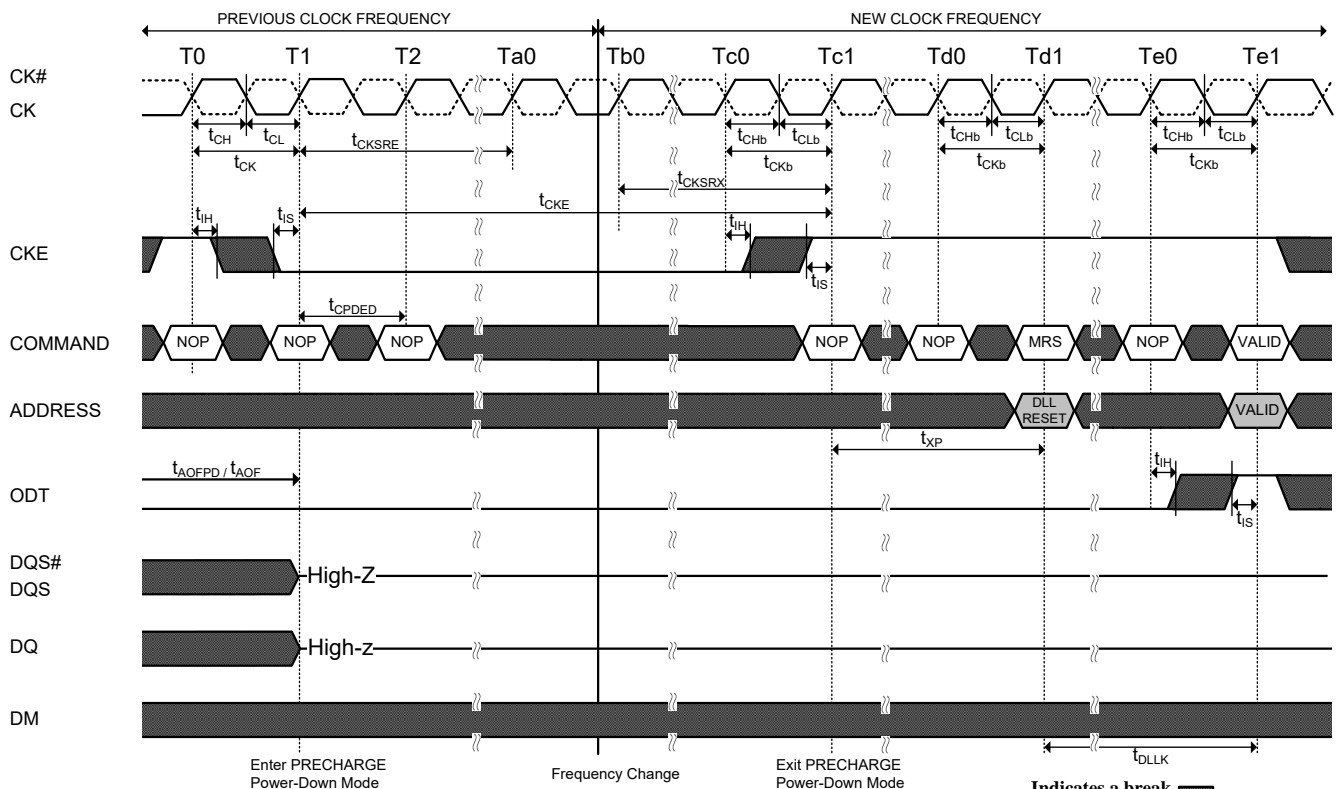 PREVIOUS CLOCK FREQUENCY NEW CLOCK FREQUENCY
T0 T1 T2 Ta0 Tb0 Tc0 Tc1 Td0 Td1 Te0 Te1
CK#
CK
tCH tCL tCKSRE tCHb tCLb tCHb tCLb tCHb tCLb
tCK tCKb tCKb tCKb
tCKSRX
tCKE
tIH tIS tIH
CKE
tIS
tCPDED
COMMAND NOP NOP NOP NOP NOP MRS NOP VALID
ADDRESS DLL RESET VALID
tXP
tAOFPD / tAOF tIH
ODT
tIS
DQS#
DQS High-Z
DQ High-z
DM
tDLLK
Enter PRECHARGE
Power-Down Mode
Frequency Change
Exit PRECHARGE
Power-Down Mode
Indicates a break